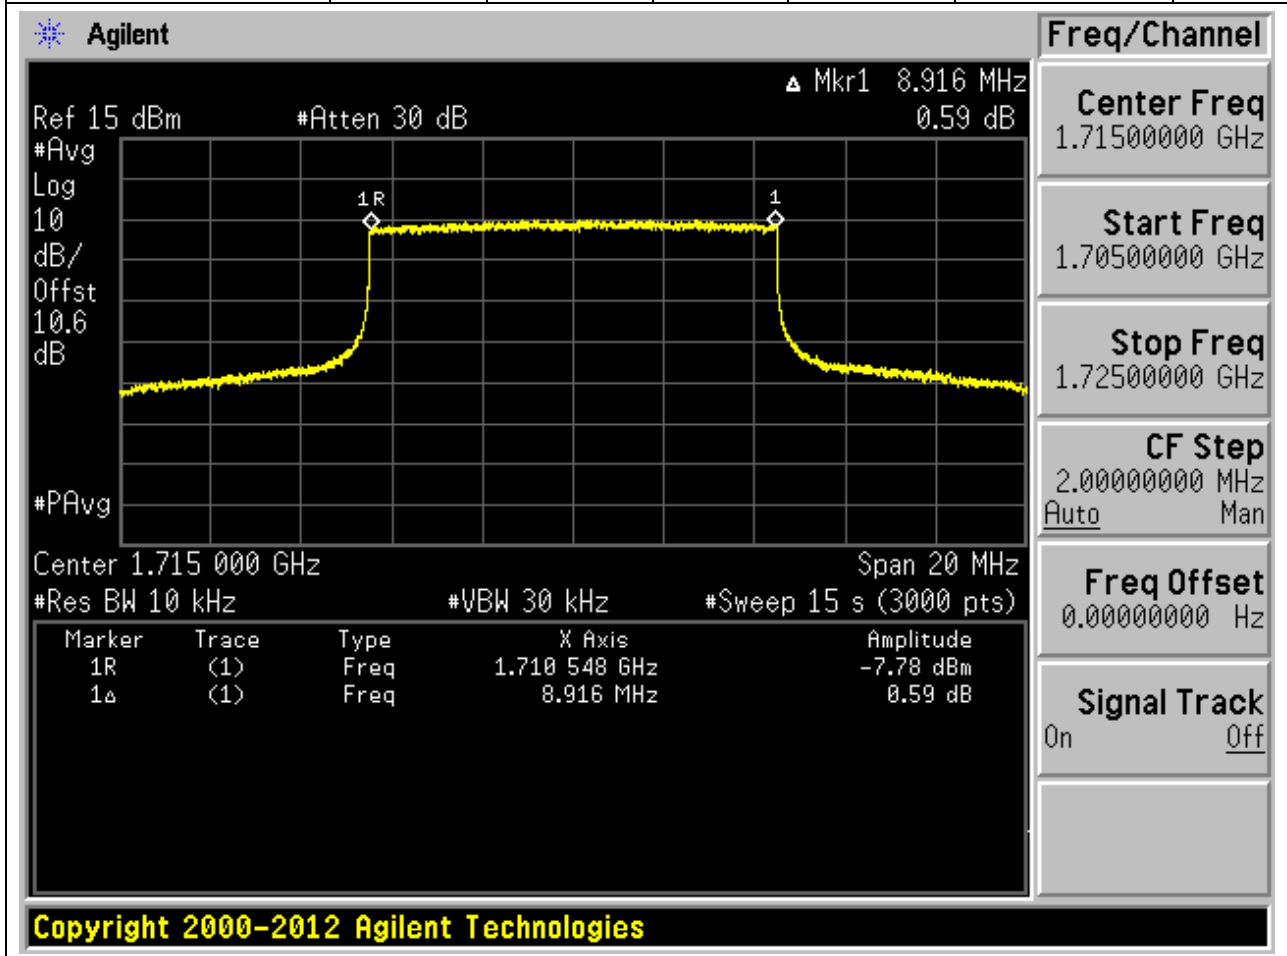 Agilent
Freq/Channel
Δ Mkr1 8.916 MHz
Ref 15 dBm #Atten 30 dB 0.59 dB
#Avg
Log
10
dB/
Offst
10.6
dB
#PAvg
1R
1
Center 1.715 000 GHz Span 20 MHz
#Res BW 10 kHz #VBW 30 kHz #Sweep 15 s (3000 pts)
Marker Trace Type X Axis Amplitude
1R (1) Freq 1.710 548 GHz -7.78 dBm
1Δ (1) Freq 8.916 MHz 0.59 dB
Center Freq
1.71500000 GHz
Start Freq
1.70500000 GHz
Stop Freq
1.72500000 GHz
CF Step
2.00000000 MHz
Auto Man
Freq Offset
0.00000000 Hz
Signal Track
On Off
Copyright 2000-2012 Agilent Technologies